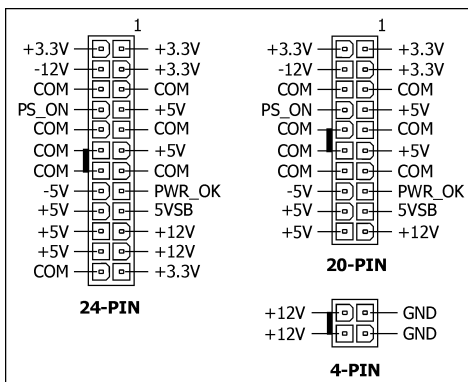 1
+3.3V +3.3V
-12V +3.3V
COM COM
PS_ON +5V
COM COM
COM +5V
COM COM
-5V PWR_OK
+5V 5VSB
+5V +12V
+5V +12V
COM +3.3V
24-PIN
1
+3.3V +3.3V
-12V +3.3V
COM COM
PS_ON +5V
COM COM
COM +5V
COM COM
-5V PWR_OK
+5V 5VSB
+5V +12V
20-PIN
+12V GND
+12V GND
4-PIN